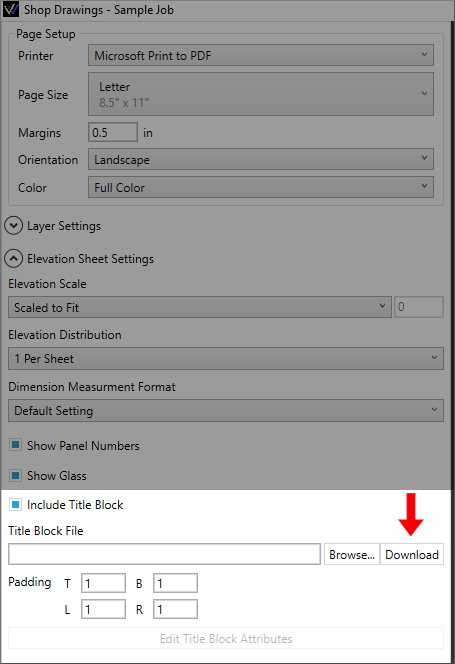 Shop Drawings - Sample Job
Page Setup
Printer Microsoft Print to PDF
Page Size Letter
8.5" x 11"
Margins 0.5 in
Orientation Landscape
Color Full Color
Layer Settings
Elevation Sheet Settings
Elevation Scale
Scaled to Fit 0
Elevation Distribution
1 Per Sheet
Dimension Measurment Format
Default Setting
Show Panel Numbers
Show Glass
Include Title Block
Title Block File
Browse... Download
Padding T 1 B 1
L 1 R 1
Edit Title Block Attributes